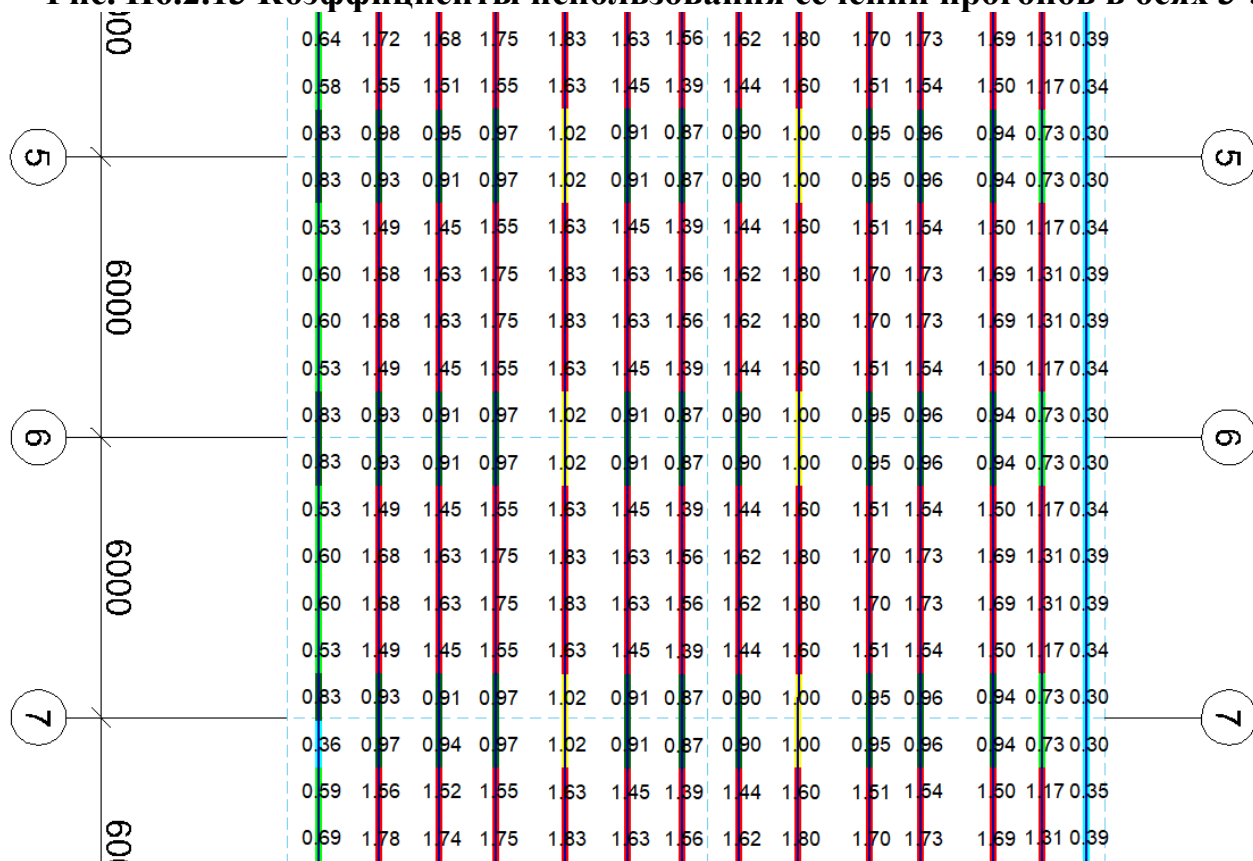 Рис. П6.2.15 Коэффициенты использования сечений прогонов в осях 3-
000
0.64 1.72 1.68 1.75 1.83 1.63 1.56 1.62 1.80 1.70 1.73 1.69 1.31 0.39
0.58 1.55 1.51 1.55 1.63 1.45 1.39 1.44 1.60 1.51 1.54 1.50 1.17 0.34
0.83 0.98 0.95 0.97 1.02 0.91 0.87 0.90 1.00 0.95 0.96 0.94 0.73 0.30
5 5
0.83 0.93 0.91 0.97 1.02 0.91 0.87 0.90 1.00 0.95 0.96 0.94 0.73 0.30
0.53 1.49 1.45 1.55 1.63 1.45 1.39 1.44 1.60 1.51 1.54 1.50 1.17 0.34
0.60 1.68 1.63 1.75 1.83 1.63 1.56 1.62 1.80 1.70 1.73 1.69 1.31 0.39
6000
0.60 1.68 1.63 1.75 1.83 1.63 1.56 1.62 1.80 1.70 1.73 1.69 1.31 0.39
0.53 1.49 1.45 1.55 1.63 1.45 1.39 1.44 1.60 1.51 1.54 1.50 1.17 0.34
0.83 0.93 0.91 0.97 1.02 0.91 0.87 0.90 1.00 0.95 0.96 0.94 0.73 0.30
6 6
0.83 0.93 0.91 0.97 1.02 0.91 0.87 0.90 1.00 0.95 0.96 0.94 0.73 0.30
0.53 1.49 1.45 1.55 1.63 1.45 1.39 1.44 1.60 1.51 1.54 1.50 1.17 0.34
0.60 1.68 1.63 1.75 1.83 1.63 1.56 1.62 1.80 1.70 1.73 1.69 1.31 0.39
6000
0.60 1.68 1.63 1.75 1.83 1.63 1.56 1.62 1.80 1.70 1.73 1.69 1.31 0.39
0.53 1.49 1.45 1.55 1.63 1.45 1.39 1.44 1.60 1.51 1.54 1.50 1.17 0.34
0.83 0.93 0.91 0.97 1.02 0.91 0.87 0.90 1.00 0.95 0.96 0.94 0.73 0.30
7 7
0.36 0.97 0.94 0.97 1.02 0.91 0.87 0.90 1.00 0.95 0.96 0.94 0.73 0.30
0.59 1.56 1.52 1.55 1.63 1.45 1.39 1.44 1.60 1.51 1.54 1.50 1.17 0.35
0.69 1.78 1.74 1.75 1.83 1.63 1.56 1.62 1.80 1.70 1.73 1.69 1.31 0.39
600